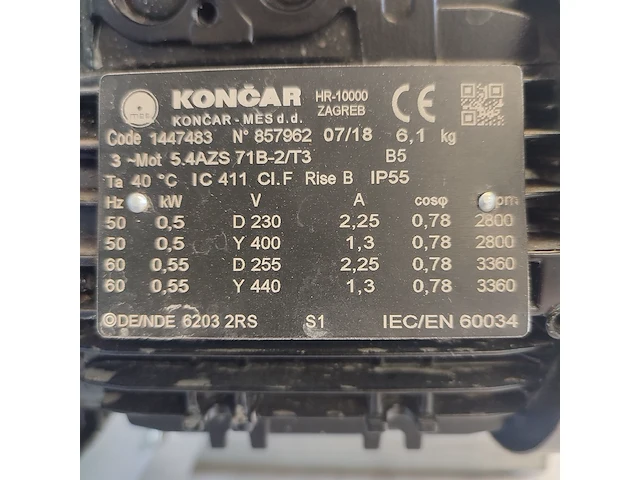 KONČAR HR-10000
KONČAR - MES d.d. ZAGREB CE
Code 1447483 N° 857962 07/18 6,1 kg
3 ~Mot 5.4AZS 71B-2/T3 B5
Ta 40 °C IC 411 Cl.F Rise B IP55
Hz kW V A cosφ
50 0,5 D 230 2,25 0,78 2800
50 0,5 Y 400 1,3 0,78 2800
60 0,55 D 255 2,25 0,78 3360
60 0,55 Y 440 1,3 0,78 3360
DE/NDE 6203 2RS S1 IEC/EN 60034